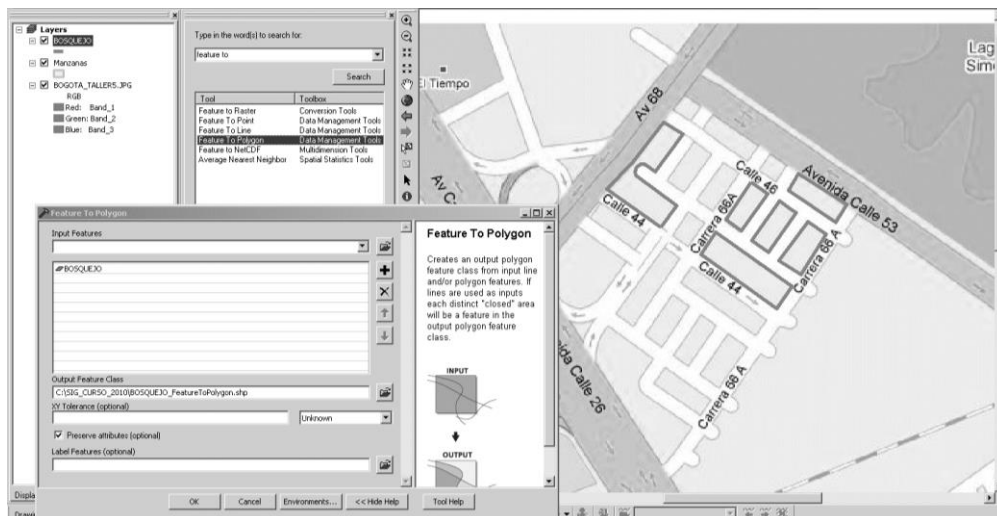 Layers
BOSQUEJO
Manzanas
BOGOTA_TALLER5.JPG
RGB
Red: Band_1
Green: Band_2
Blue: Band_3
Type in the word(s) to search for:
feature to
Search
Tool Toolbox
Feature to Raster Conversion Tools
Feature To Point Data Management Tools
Feature To Line Data Management Tools
Feature To Polygon Data Management Tools
Feature to NetCDF Multidimension Tools
Average Nearest Neighbor Spatial Statistics Tools
El Tiempo
Av 68
Lag
Simo
Av C
Calle 44
Carrera 66A
Calle 46
Avenida Calle 53
Calle 44
Carrera 66 A
Carrera 66 A
nida Calle 26
Feature To Polygon
Input Features
BOSQUEJO
Output Feature Class
C:\SIG_CURSO_2010\BOSQUEJO_FeatureToPolygon.shp
XY Tolerance (optional)
Unknown
Preserve attributes (optional)
Label Features (optional)
OK Cancel Environments... << Hide Help Tool Help
Feature To Polygon
Creates an output polygon
feature class from input line
and/or polygon features. If
lines are used as inputs
each distinct "closed" area
will be a feature in the
output polygon feature
class.
INPUT
OUTPUT
Displa